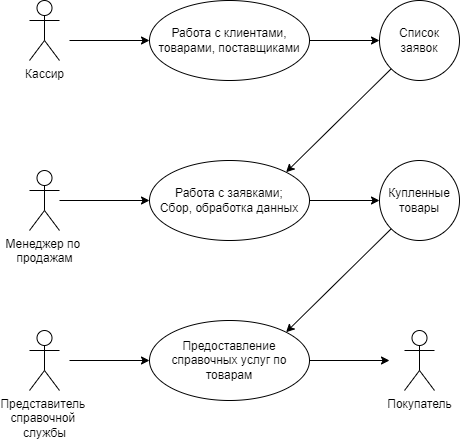 Работа с клиентами,
товарами, поставщиками
Список
заявок
Кассир
Работа с заявками;
Сбор, обработка данных
Купленные
товары
Менеджер по
продажам
Предоставление
справочных услуг по
товарам
Представитель
справочной
службы
Покупатель